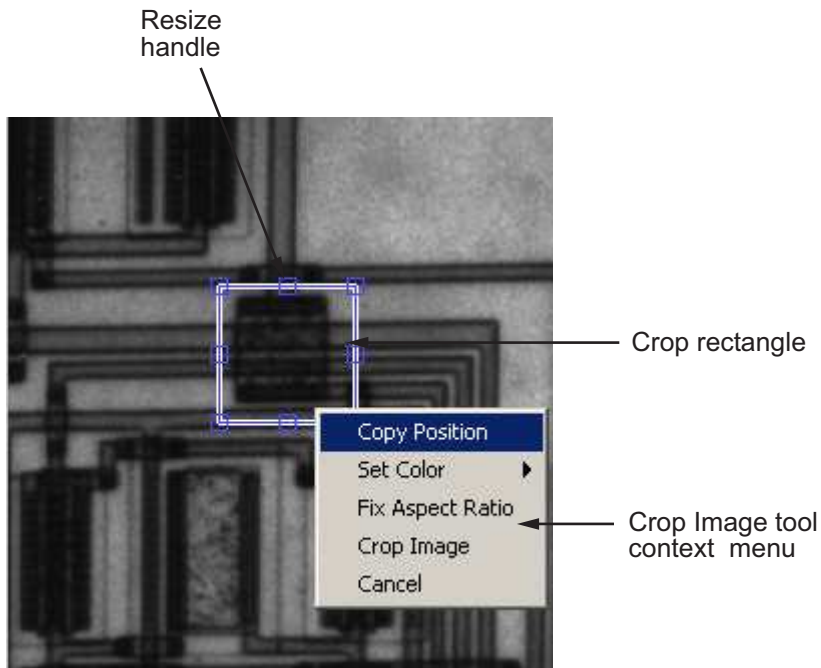 Resize
handle
Crop rectangle
Copy Position
Set Color
Fix Aspect Ratio
Crop Image
Cancel
Crop Image tool
context menu